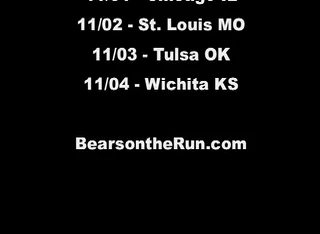 11/02 - St. Louis MO
11/03 - Tulsa OK
11/04 - Wichita KS
BearsontheRun.com